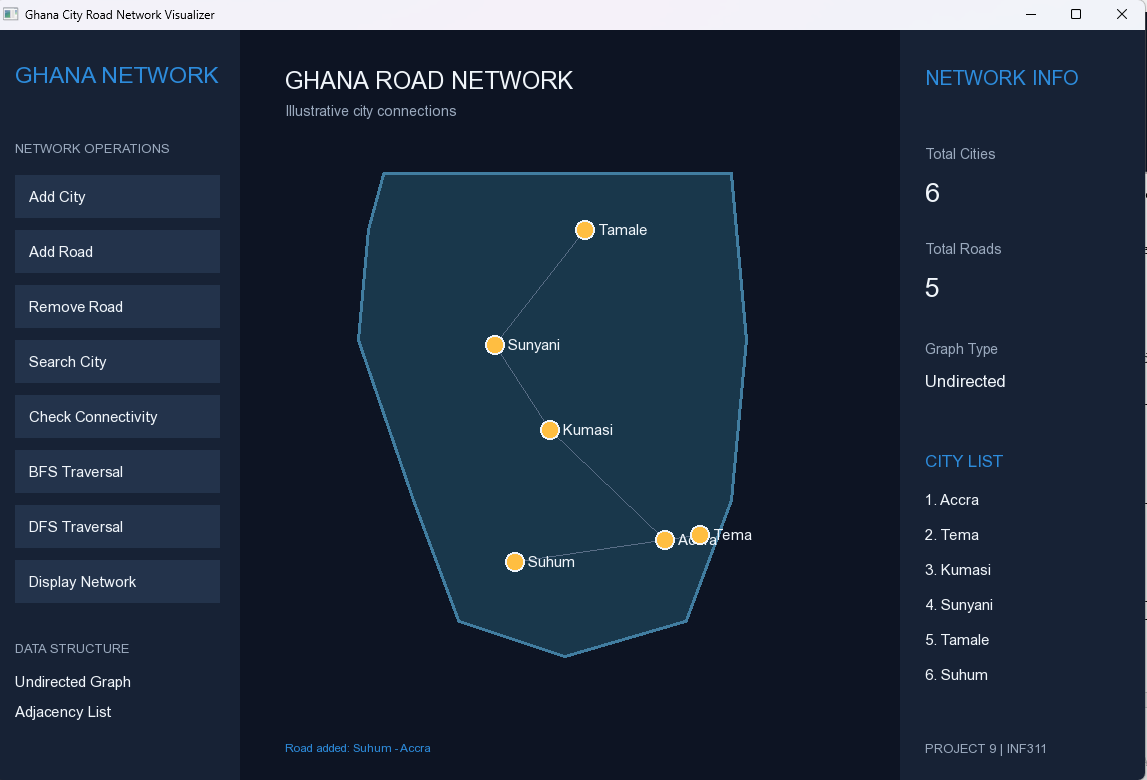 Ghana City Road Network Visualizer
GHANA NETWORK
NETWORK OPERATIONS
Add City
Add Road
Remove Road
Search City
Check Connectivity
BFS Traversal
DFS Traversal
Display Network
DATA STRUCTURE
Undirected Graph
Adjacency List
GHANA ROAD NETWORK
Illustrative city connections
Tamale
Sunyani
Kumasi
Accra
Tema
Suhum
Road added: Suhum - Accra
NETWORK INFO
Total Cities
6
Total Roads
5
Graph Type
Undirected
CITY LIST
1. Accra
2. Tema
3. Kumasi
4. Sunyani
5. Tamale
6. Suhum
PROJECT 9 | INF311